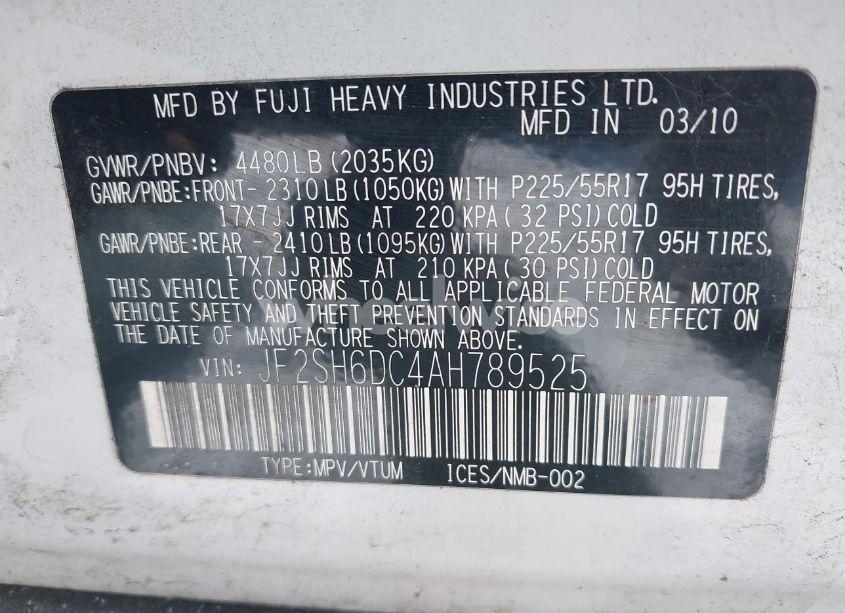 MFD BY FUJI HEAVY INDUSTRIES LTD.
MFD IN 03/10
GVWR/PNBV: 4480LB(2035KG)
GAWR/PNBE:FRONT- 2310LB(1050KG)WITH P225/55R17 95H TIRES,
17X7JJ RIMS AT 220 KPA(32 PSI)COLD
GAWR/PNBE:REAR - 2410LB(1095KG)WITH P225/55R17 95H TIRES,
17X7JJ RIMS AT 210 KPA(30 PSI)COLD
THIS VEHICLE CONFORMS TO ALL APPLICABLE FEDERAL MOTOR
VEHICLE SAFETY AND THEFT PREVENTION STANDARDS IN EFFECT ON
THE DATE OF MANUFACTURE SHOWN ABOVE.
VIN: JF2SH6DC4AH789525
TYPE:MPV/VTUM ICES/NMB-002